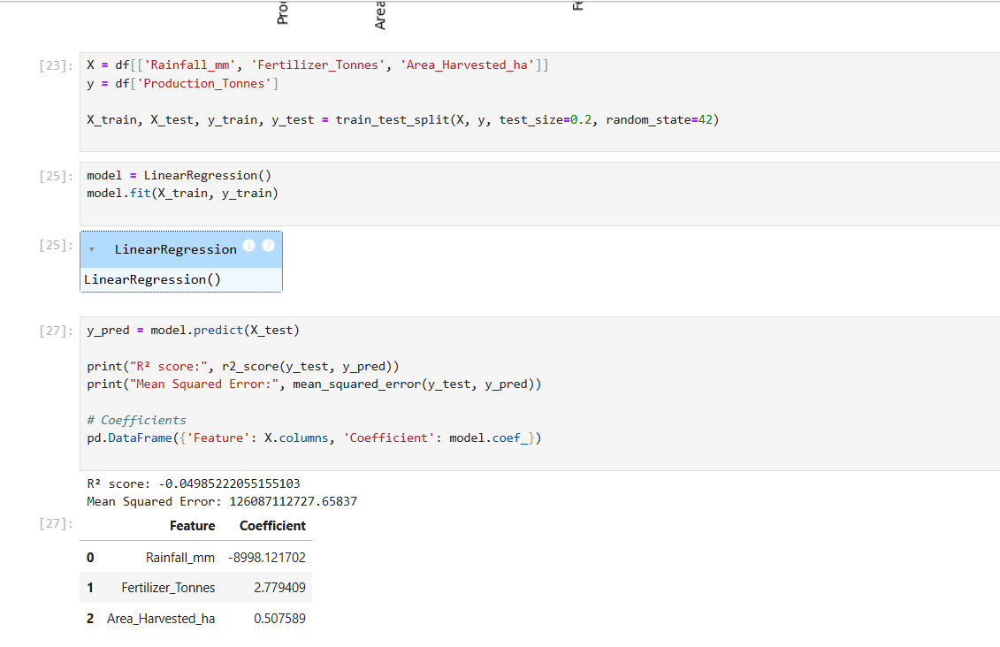 [23]: X = df[['Rainfall_mm', 'Fertilizer_Tonnes', 'Area_Harvested_ha']]
y = df['Production_Tonnes']
X_train, X_test, y_train, y_test = train_test_split(X, y, test_size=0.2, random_state=42)
[25]: model = LinearRegression()
model.fit(X_train, y_train)
[25]: ▾ LinearRegression i ?
LinearRegression()
[27]: y_pred = model.predict(X_test)
print("R² score:", r2_score(y_test, y_pred))
print("Mean Squared Error:", mean_squared_error(y_test, y_pred))
# Coefficients
pd.DataFrame({'Feature': X.columns, 'Coefficient': model.coef_})
R² score: -0.04985222055155103
Mean Squared Error: 126087112727.65837
[27]: Feature Coefficient
0 Rainfall_mm -8998.121702
1 Fertilizer_Tonnes 2.779409
2 Area_Harvested_ha 0.507589